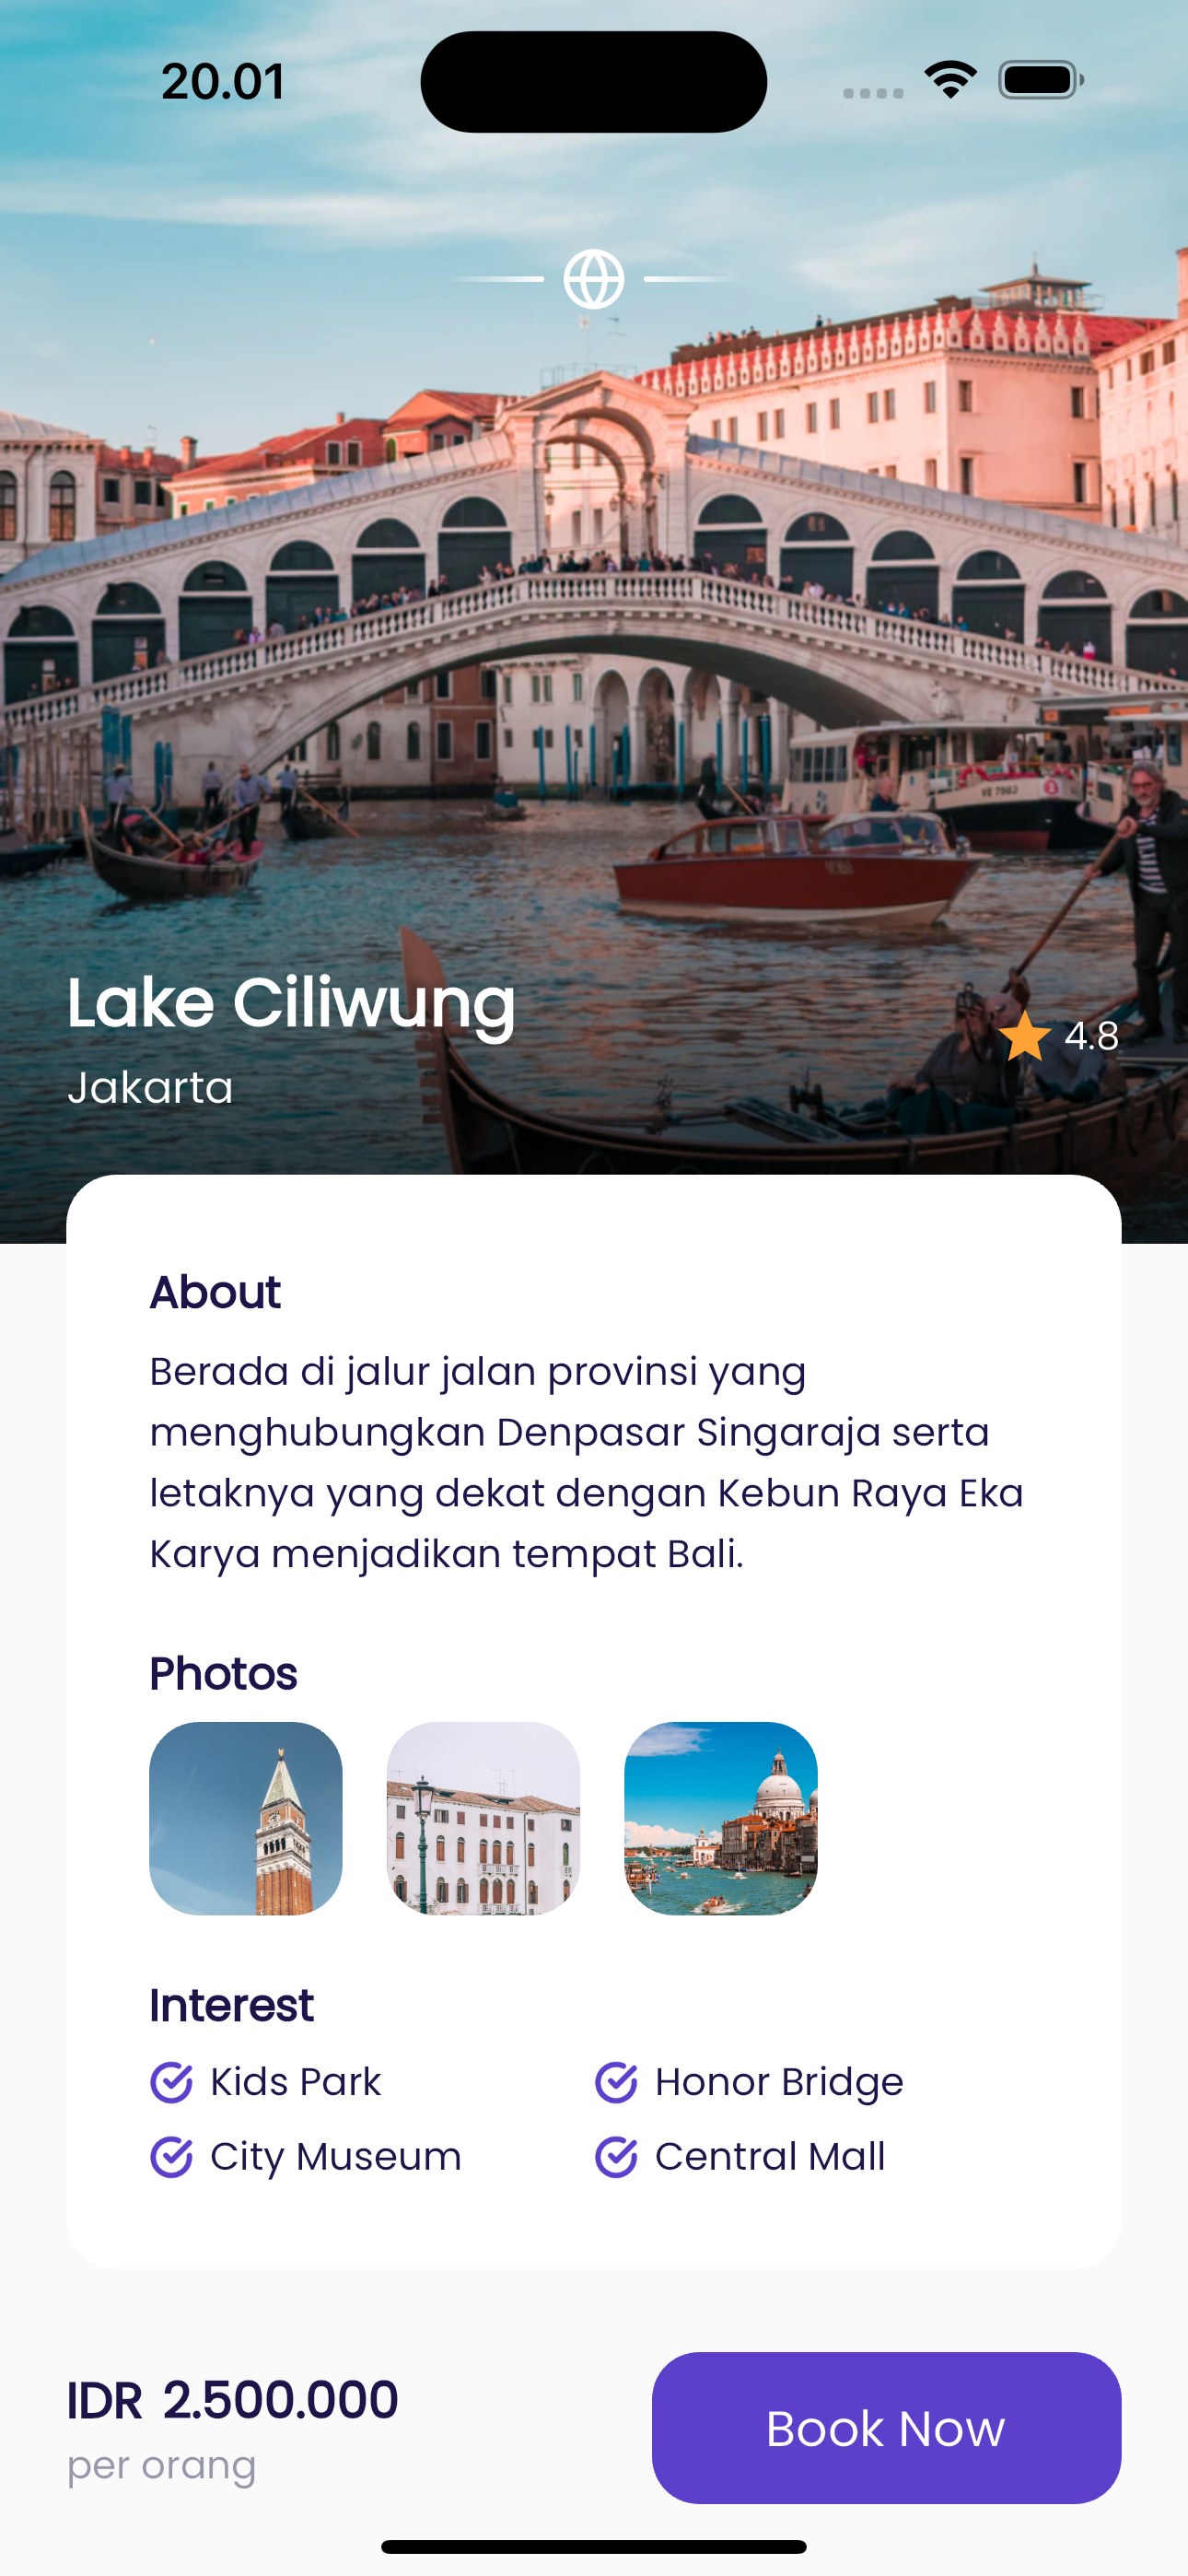 20.01
Lake Ciliwung
4.8
Jakarta
About
Berada di jalur jalan provinsi yang
menghubungkan Denpasar Singaraja serta
letaknya yang dekat dengan Kebun Raya Eka
Karya menjadikan tempat Bali.
Photos
Interest
Kids Park
Honor Bridge
City Museum
Central Mall
IDR 2.500.000
per orang
Book Now